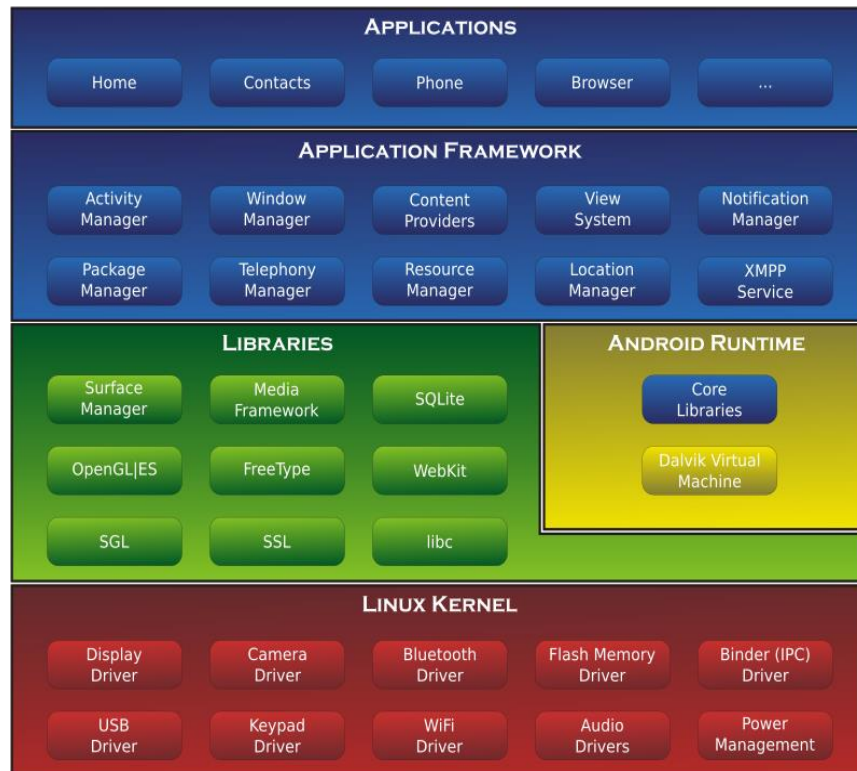 APPLICATIONS
Home Contacts Phone Browser ...
APPLICATION FRAMEWORK
Activity Manager Window Manager Content Providers View System Notification Manager
Package Manager Telephony Manager Resource Manager Location Manager XMPP Service
LIBRARIES
Surface Manager Media Framework SQLite
OpenGL|ES FreeType WebKit
SGL SSL libc
ANDROID RUNTIME
Core Libraries
Dalvik Virtual Machine
LINUX KERNEL
Display Driver Camera Driver Bluetooth Driver Flash Memory Driver Binder (IPC) Driver
USB Driver Keypad Driver WiFi Driver Audio Drivers Power Management